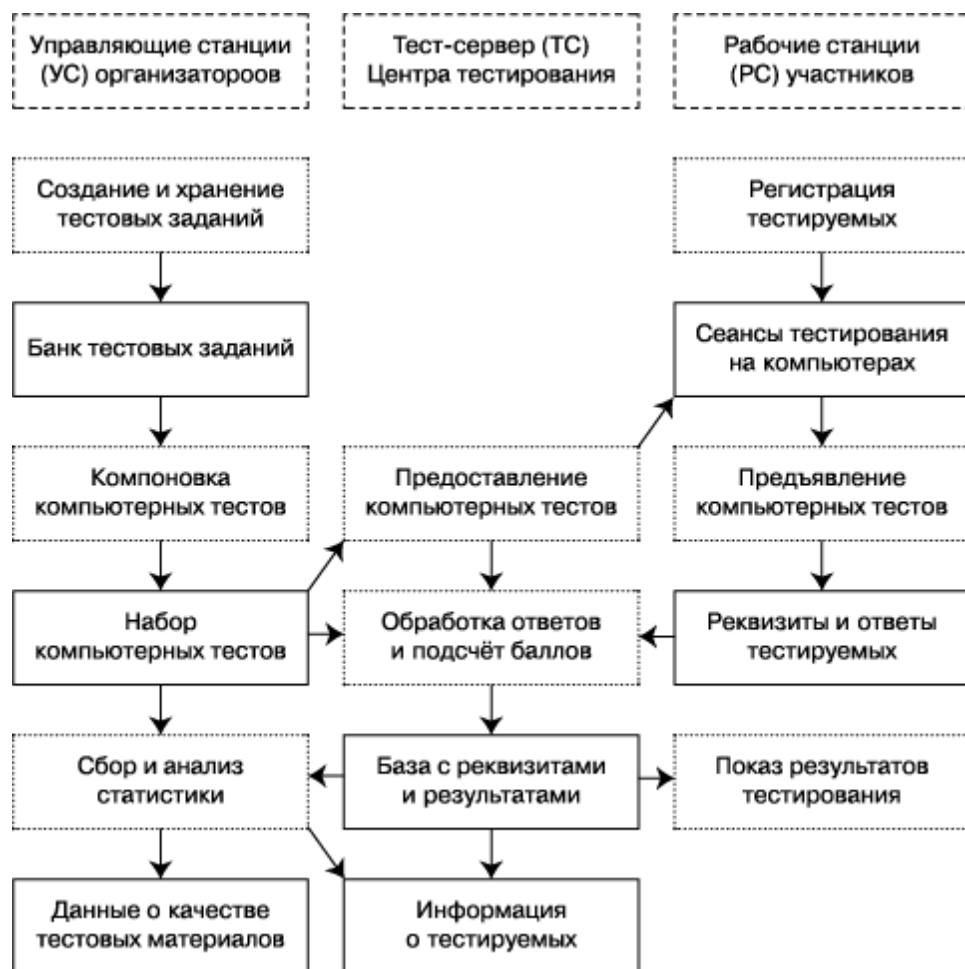 Управляющие станции
(УС) организатороов
Тест-сервер (ТС)
Центра тестирования
Рабочие станции
(РС) участников
Создание и хранение
тестовых заданий
Регистрация
тестируемых
Банк тестовых заданий
Сеансы тестирования
на компьютерах
Компоновка
компьютерных тестов
Предоставление
компьютерных тестов
Предъявление
компьютерных тестов
Набор
компьютерных тестов
Обработка ответов
и подсчёт баллов
Реквизиты и ответы
тестируемых
Сбор и анализ
статистики
База с реквизитами
и результатами
Показ результатов
тестирования
Данные о качестве
тестовых материалов
Информация
о тестируемых